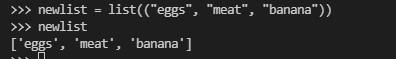 >>> newlist = list(("eggs", "meat", "banana"))
>>> newlist
['eggs', 'meat', 'banana']
>>>